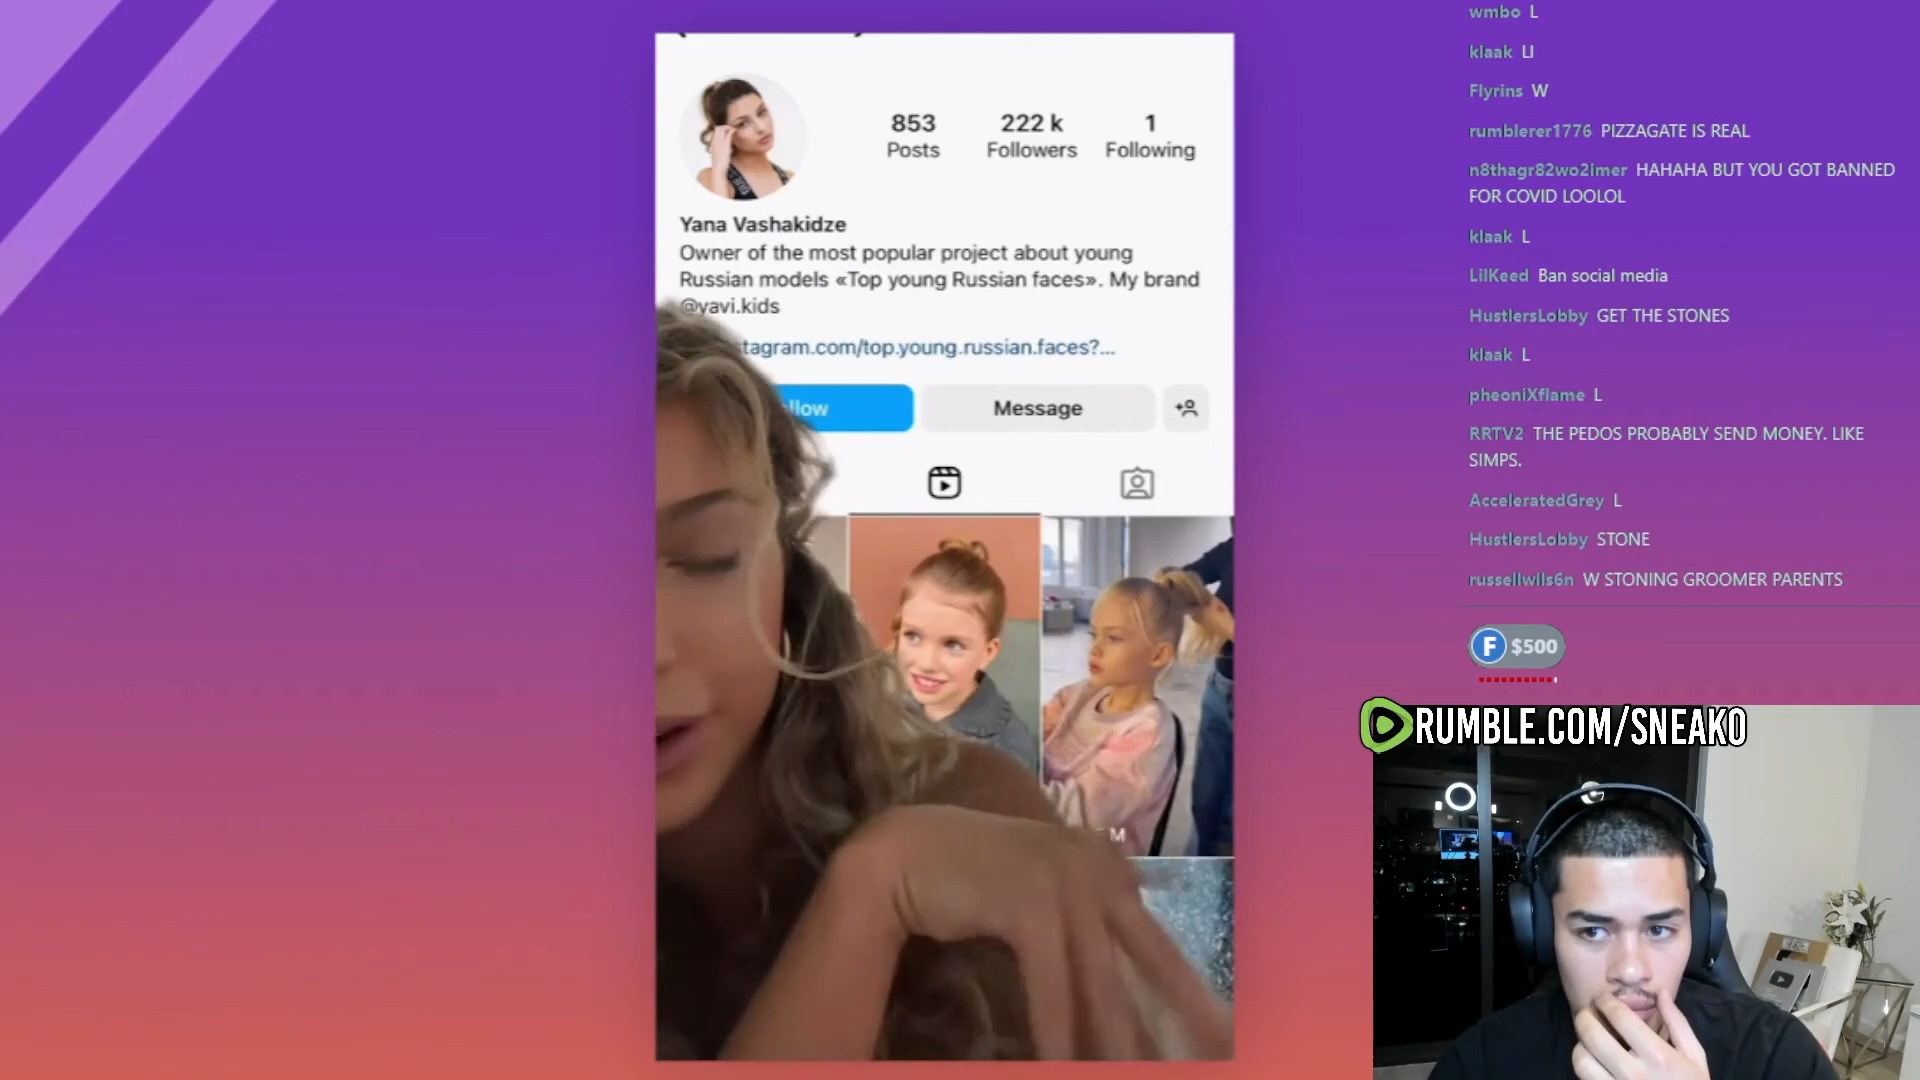 853
Posts
222 k
Followers
1
Following
Yana Vashakidze
Owner of the most popular project about young
Russian models «Top young Russian faces». My brand
@yavi.kids
stagram.com/top.young.russian.faces?...
llow
Message
wmbo L
klaak LI
Flyrins W
rumblerer1776 PIZZAGATE IS REAL
n8thagr82wo2imer HAHAHA BUT YOU GOT BANNED
FOR COVID LOOLOL
klaak L
LilKeed Ban social media
HustlersLobby GET THE STONES
klaak L
pheoniXflame L
RRTV2 THE PEDOS PROBABLY SEND MONEY. LIKE
SIMPS.
AcceleratedGrey L
HustlersLobby STONE
russellwils6n W STONING GROOMER PARENTS
F $500
RUMBLE.COM/SNEAKO